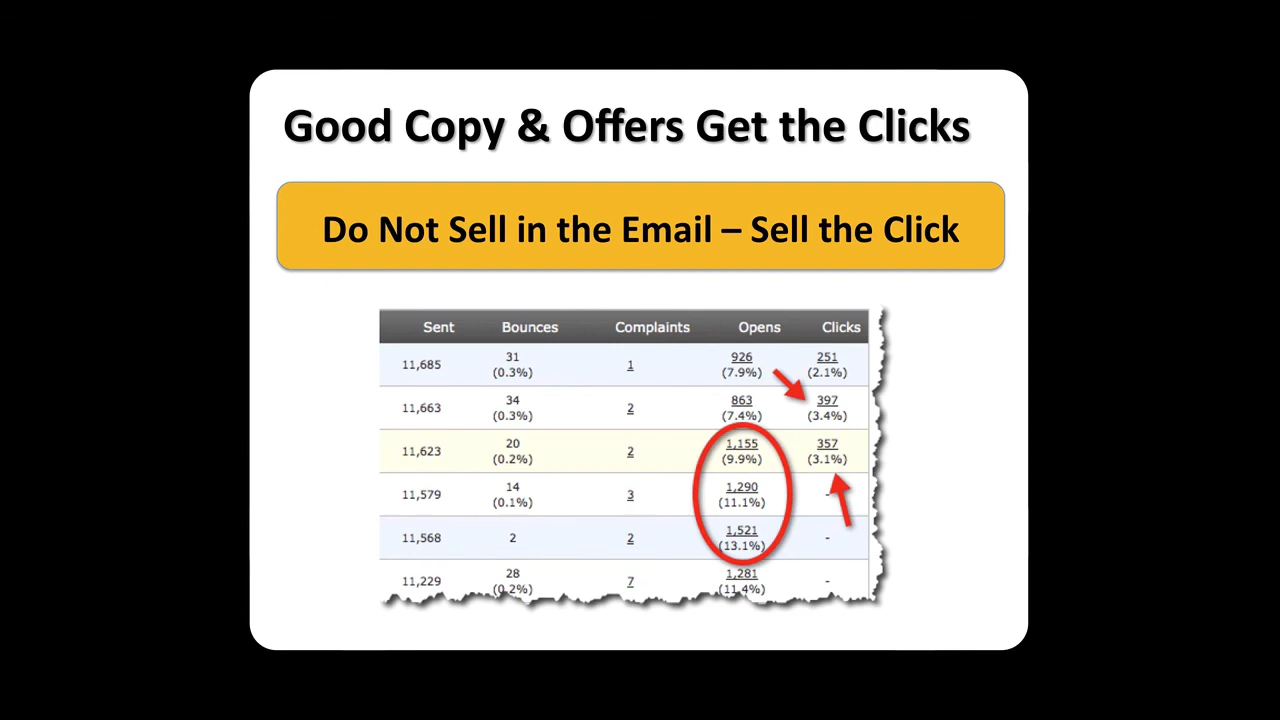 Good Copy & Offers Get the Clicks
Do Not Sell in the Email – Sell the Click
Sent Bounces Complaints Opens Clicks
11,685 31 (0.3%) 1 926 (7.9%) 251 (2.1%)
11,663 34 (0.3%) 2 863 (7.4%) 397 (3.4%)
11,623 20 (0.2%) 2 1,155 (9.9%) 357 (3.1%)
11,579 14 (0.1%) 3 1,290 (11.1%) -
11,568 2 2 1,521 (13.1%) -
11,229 28 (0.2%) 7 1,281 (11.4%) -